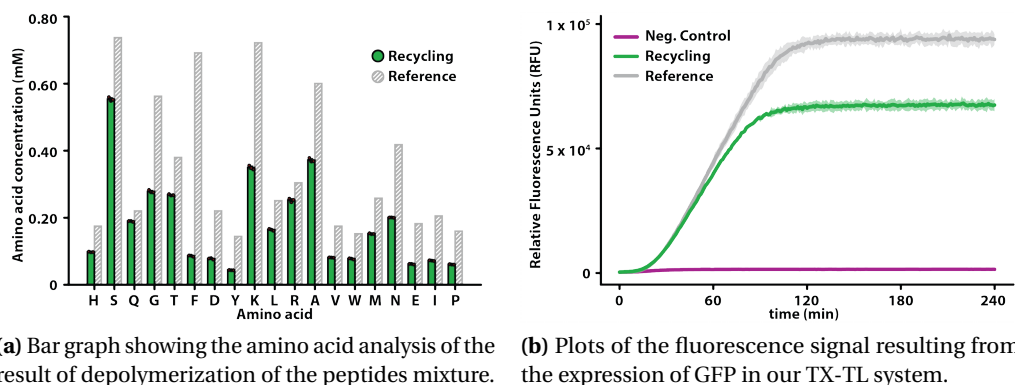 0.80
0.60
0.40
0.20
0
Amino acid concentration (mM)
Recycling
Reference
H S Q G T F D Y K L R A V W M N E I P
Amino acid
1 x 10⁵
5 x 10⁴
0
Relative Fluorescence Units (RFU)
Neg. Control
Recycling
Reference
0 60 120 180 240
time (min)
(a) Bar graph showing the amino acid analysis of the
result of depolymerization of the peptides mixture.
(b) Plots of the fluorescence signal resulting from
the expression of GFP in our TX-TL system.